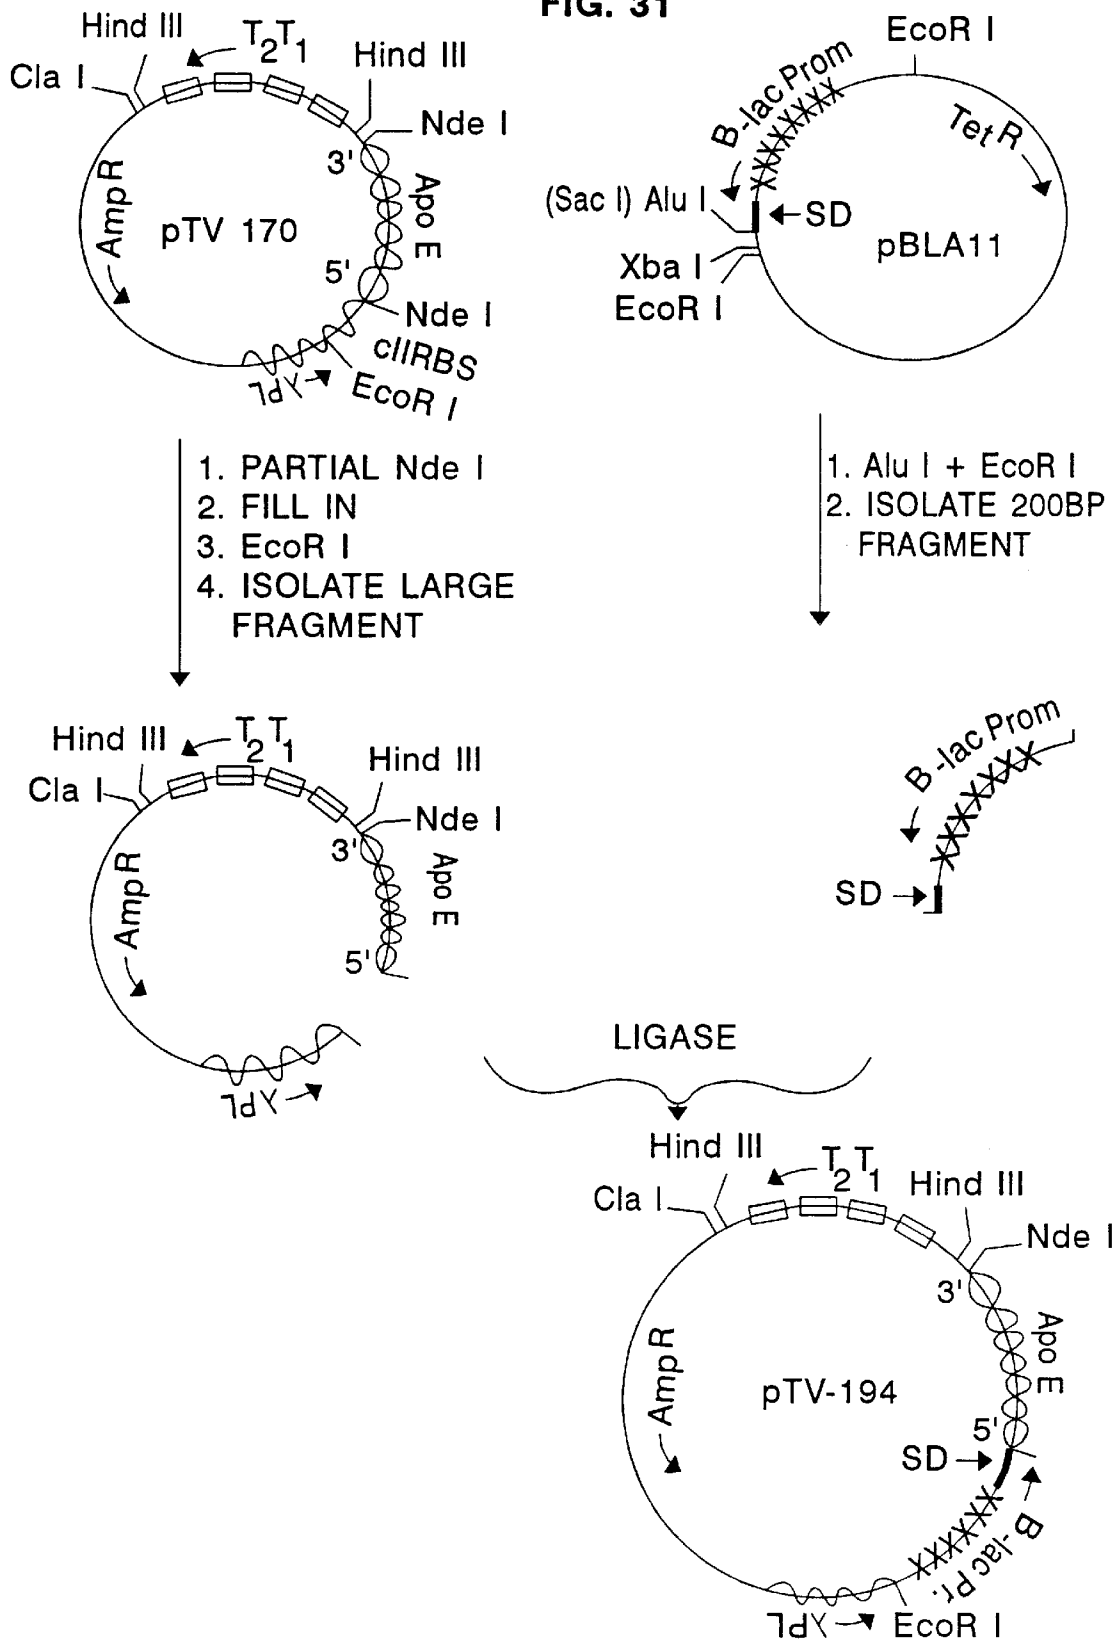 FIG. 31
Hind III
T2T1
Hind III
Cla I
Nde I
3'
AmpR
Apo E
pTV 170
5'
Nde I
cIIRBS
λPL
EcoR I
EcoR I
B-lac Prom
XXXXXXXX
TetR
(Sac I) Alu I
SD
pBLA11
Xba I
EcoR I
1. PARTIAL Nde I
2. FILL IN
3. EcoR I
4. ISOLATE LARGE
FRAGMENT
1. Alu I + EcoR I
2. ISOLATE 200BP
FRAGMENT
Hind III
T2T1
Hind III
Cla I
Nde I
3'
AmpR
Apo E
5'
λPL
B-lac Prom
XXXXXXX
SD
LIGASE
Hind III
T2T1
Hind III
Cla I
Nde I
3'
AmpR
Apo E
pTV-194
5'
SD
B-lac Pr.
XXXXXXX
λPL
EcoR I